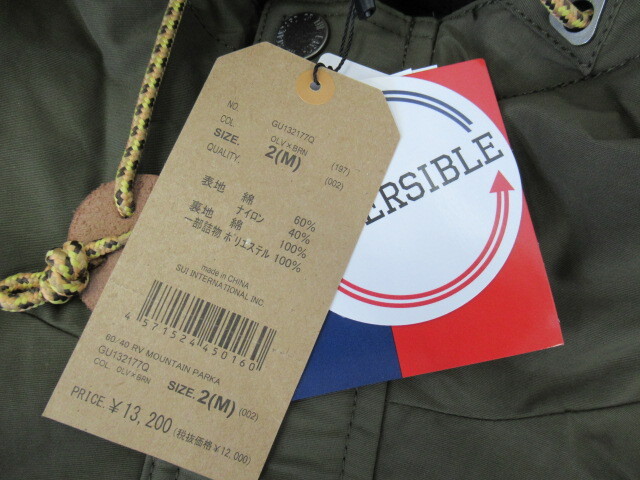 NO. GU132177Q
COL. OLV×BRN (197)
SIZE. 2(M) (002)
QUALITY.
表地 綿 60%
ナイロン 40%
裏地 綿 100%
一部詰物 ポリエステル 100%
made in CHINA
SUI INTERNATIONAL INC.
4 571524 450160
60/40 RV MOUNTAIN PARKA
GU132177Q
COL. OLV×BRN SIZE. 2(M) (002)
PRICE. ¥13,200 (税抜価格 ¥12,000)
ERSIBLE